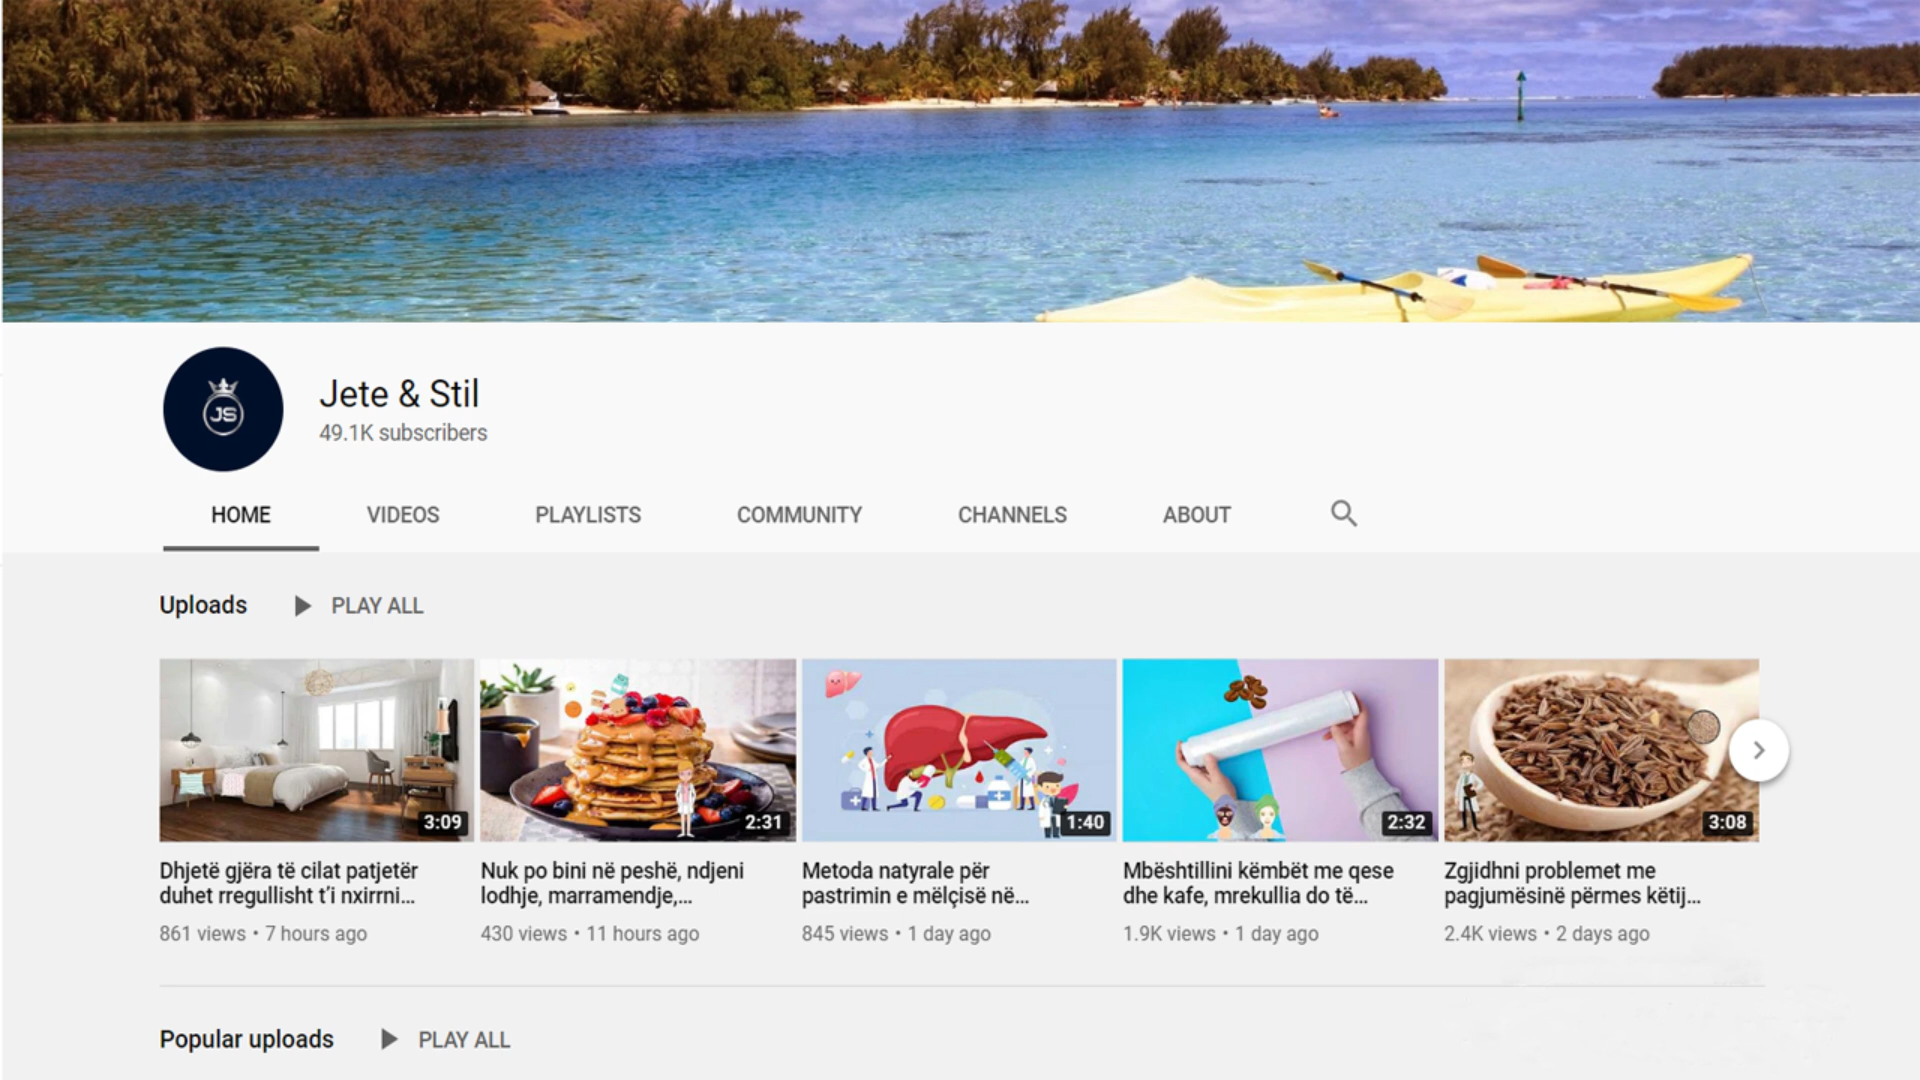 JS
Jete & Stil
49.1K subscribers
HOME VIDEOS PLAYLISTS COMMUNITY CHANNELS ABOUT
Uploads PLAY ALL
3:09 2:31 1:40 2:32 3:08
Dhjetë gjëra të cilat patjetër
duhet rregullisht t'i nxirrni...
861 views • 7 hours ago
Nuk po bini në peshë, ndjeni
lodhje, marramendje,...
430 views • 11 hours ago
Metoda natyrale për
pastrimin e mëlçisë në...
845 views • 1 day ago
Mbështillini këmbët me qese
dhe kafe, mrekullia do të...
1.9K views • 1 day ago
Zgjidhni problemet me
pagjumësinë përmes këtij...
2.4K views • 2 days ago
Popular uploads PLAY ALL